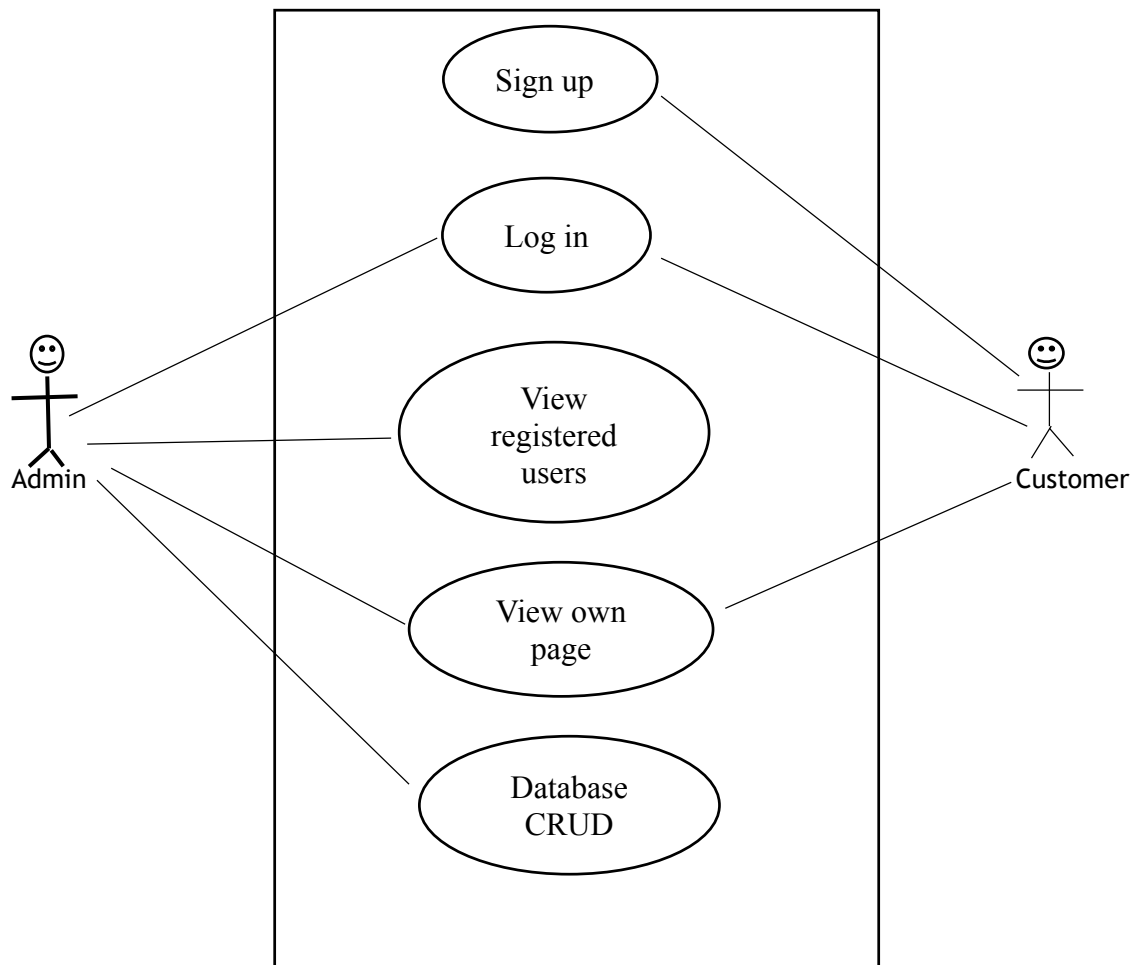 Sign up
Log in
View
registered
users
Admin
Customer
View own
page
Database
CRUD